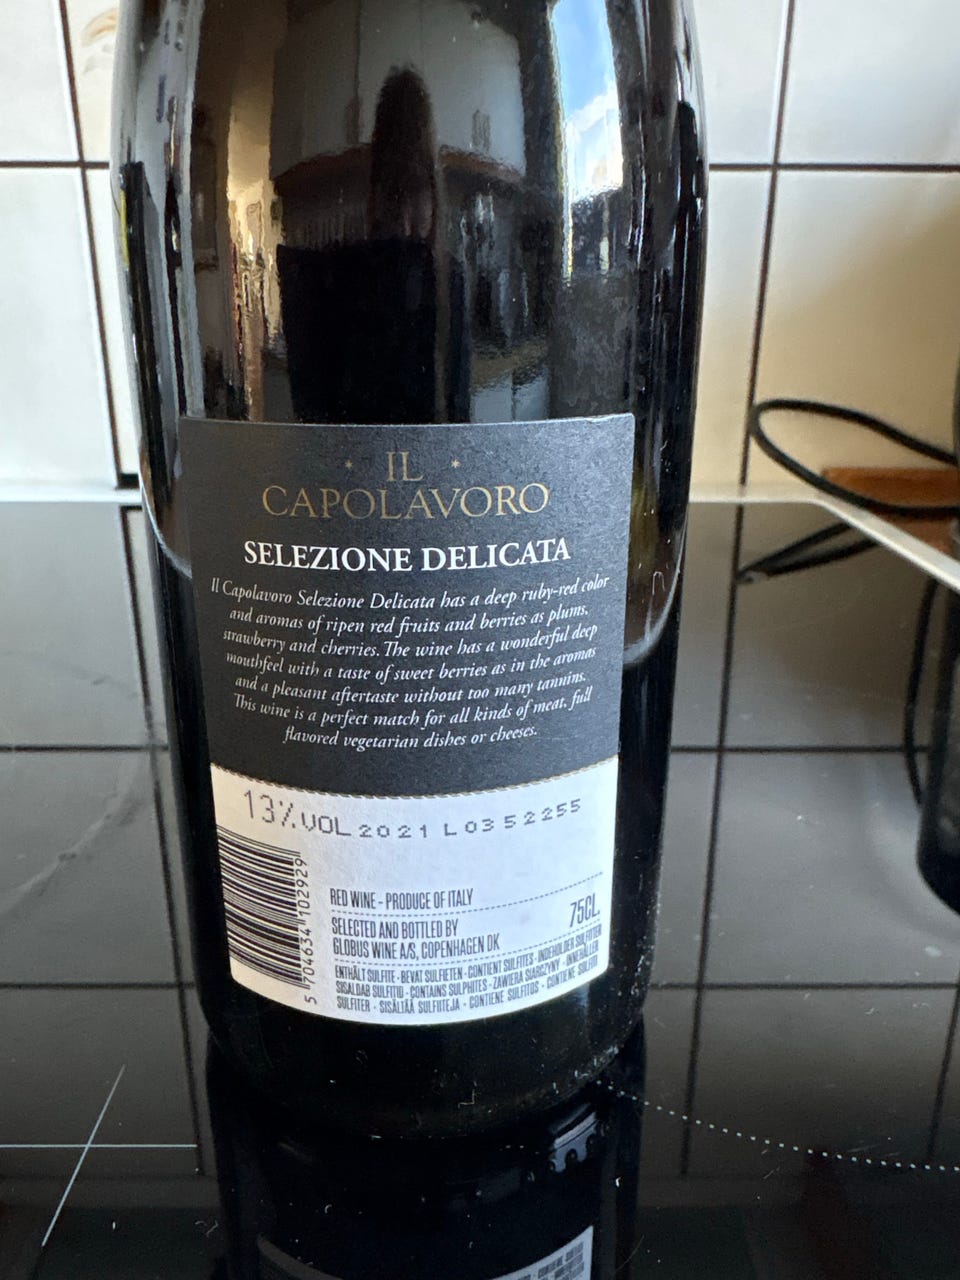 * IL *
CAPOLAVORO
SELEZIONE DELICATA
Il Capolavoro Selezione Delicata has a deep ruby-red color
and aromas of ripen red fruits and berries as plums,
strawberry and cherries. The wine has a wonderful deep
mouthfeel with a taste of sweet berries as in the aromas
and a pleasant aftertaste without too many tannins.
This wine is a perfect match for all kinds of meat, full
flavored vegetarian dishes or cheeses.
13%VOL 2021 L0352255
5 704634 102929
RED WINE - PRODUCE OF ITALY
75CL.
SELECTED AND BOTTLED BY
GLOBUS WINE A/S, COPENHAGEN DK
ENTHÄLT SULFITE · BEVAT SULFIETEN · CONTIENT SULFITES · INDEHOLDER SULFITTER
SISÄLDAB SULFITID · CONTAINS SULPHITES · ZAWIERA SIARCZYNY · INNEHÅLLER
SULFITER · SISÄLTÄÄ SULFIITEJA · CONTIENE SULFITOS · CONTIENE SULFITI